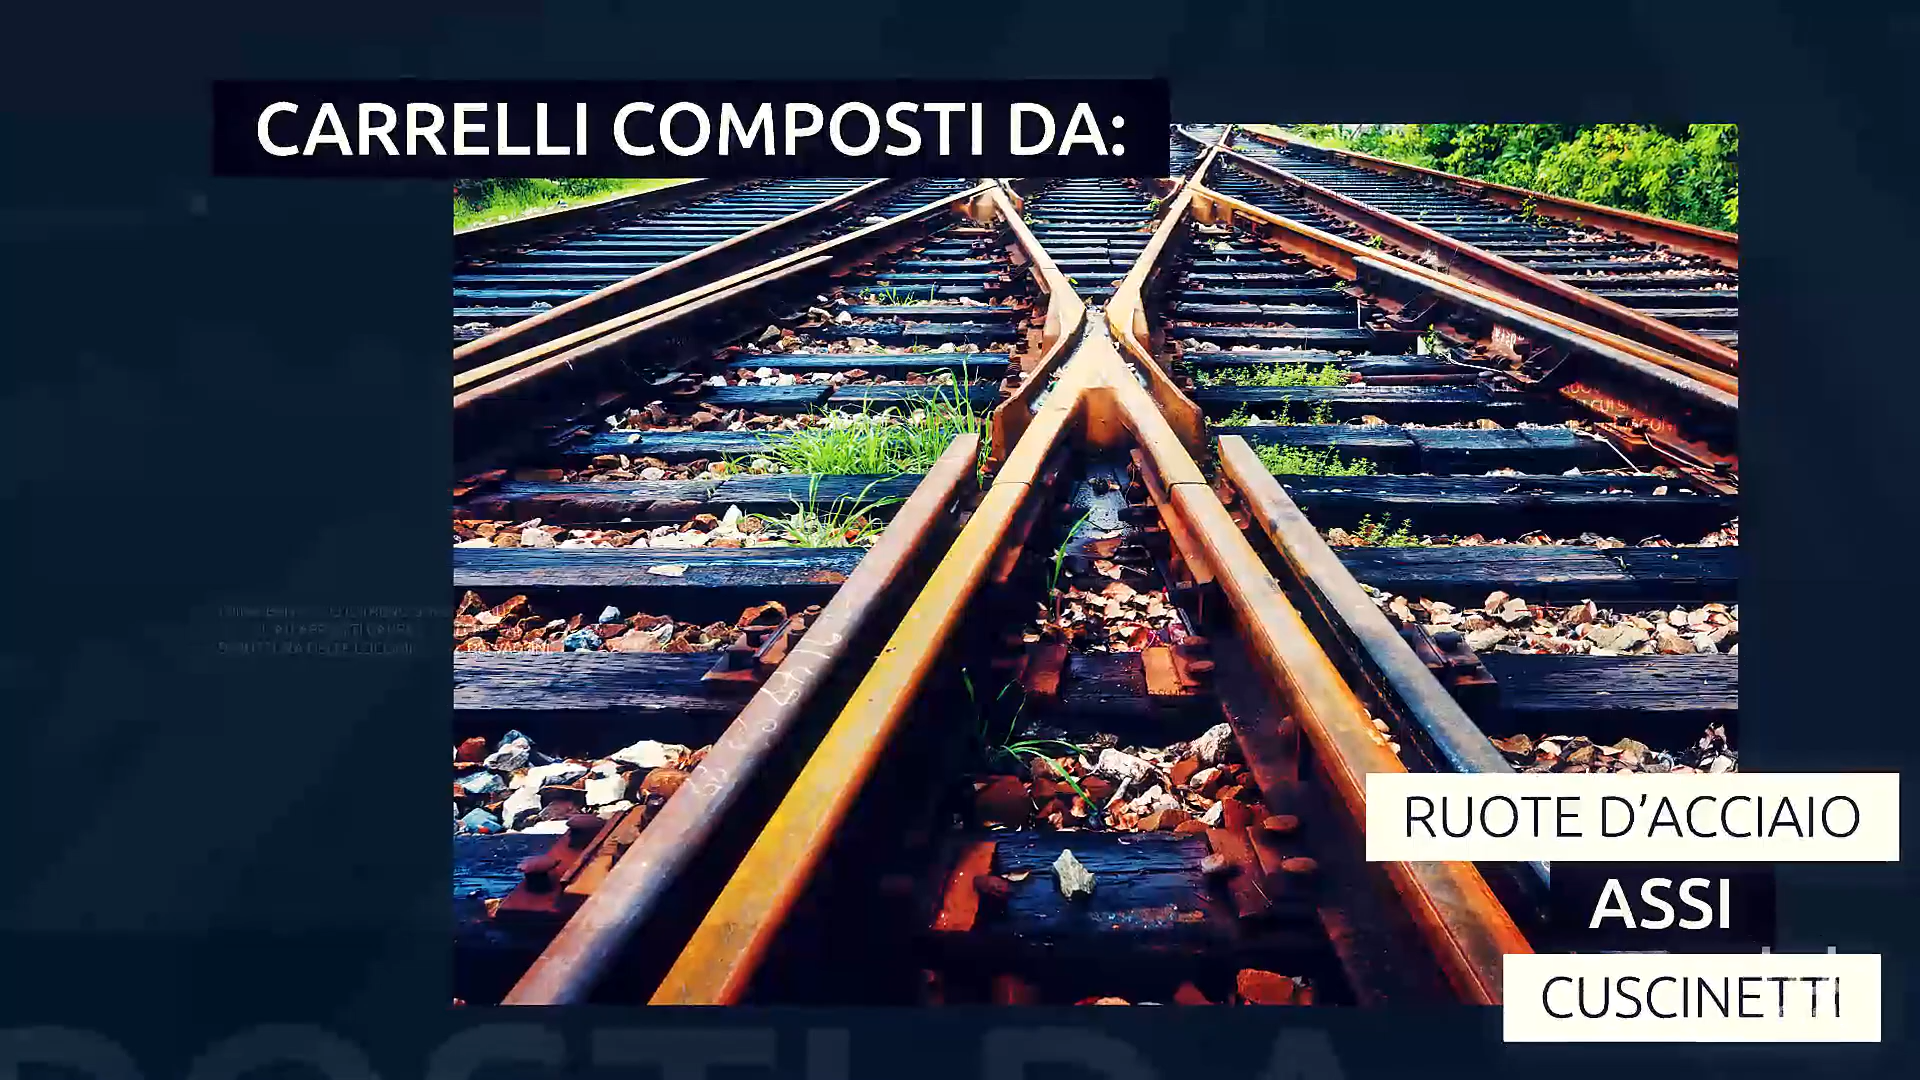 CARRELLI COMPOSTI DA:
RUOTE D’ACCIAIO
ASSI
CUSCINETTI